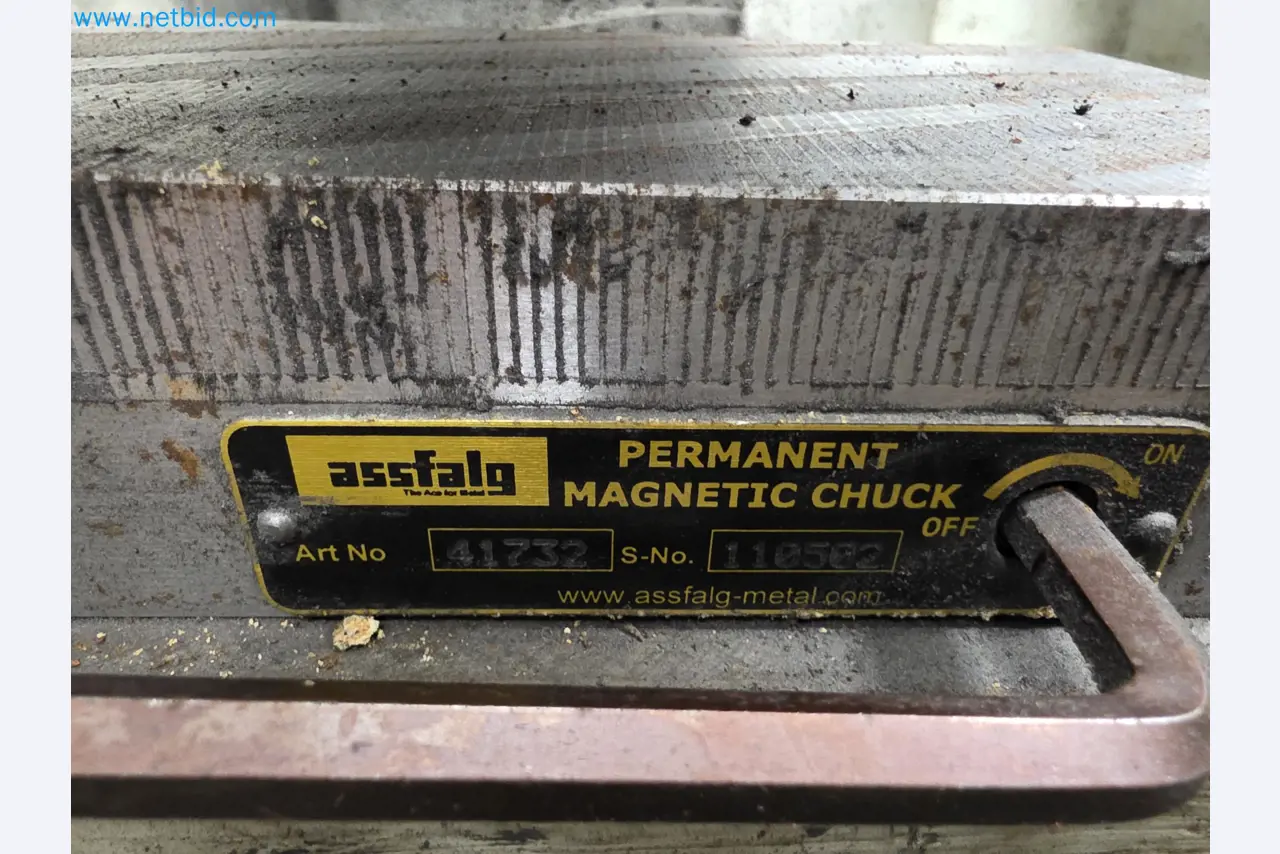 www.netbid.com
assfalg
The Ace for Metal
PERMANENT
MAGNETIC CHUCK
ON
OFF
Art No 41732 S-No. 110502
www.assfalg-metal.com